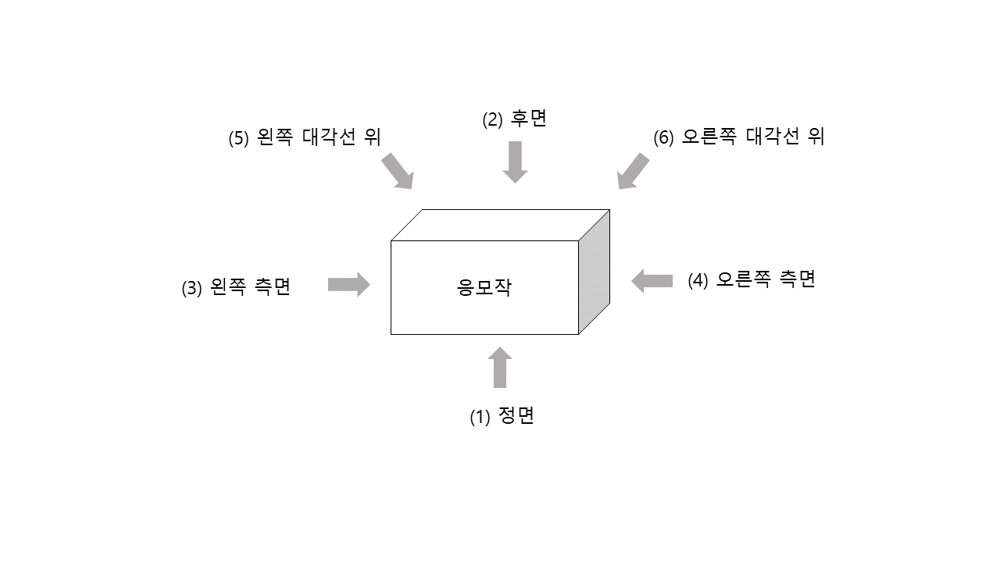 (2) 후면
(5) 왼쪽 대각선 위
(6) 오른쪽 대각선 위
(3) 왼쪽 측면
응모작
(4) 오른쪽 측면
(1) 정면